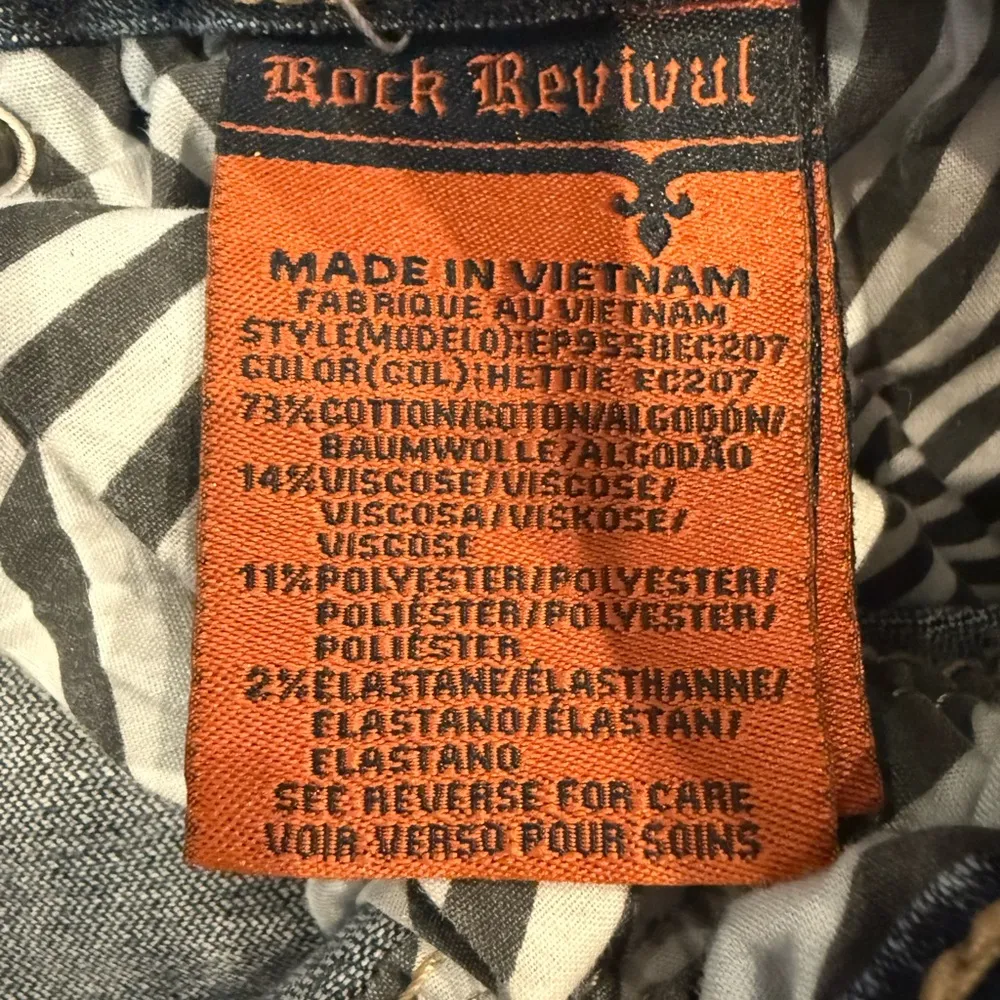 Rock Revival
MADE IN VIETNAM
FABRIQUE AU VIETNAM
STYLE(MODELO):EP9558EC207
COLOR(COL):HETTIE EC207
73%COTTON/COTON/ALGODÓN/
BAUMWOLLE/ALGODÃO
14%VISCOSE/VISCOSE/
VISCOSA/VISKOSE/
VISCOSE
11%POLYESTER/POLYESTER/
POLIÉSTER/POLYESTER/
POLIÉSTER
2%ELASTANE/ÉLASTHANNE/
ELASTANO/ÉLASTAN/
ELASTANO
SEE REVERSE FOR CARE
VOIR VERSO POUR SOINS